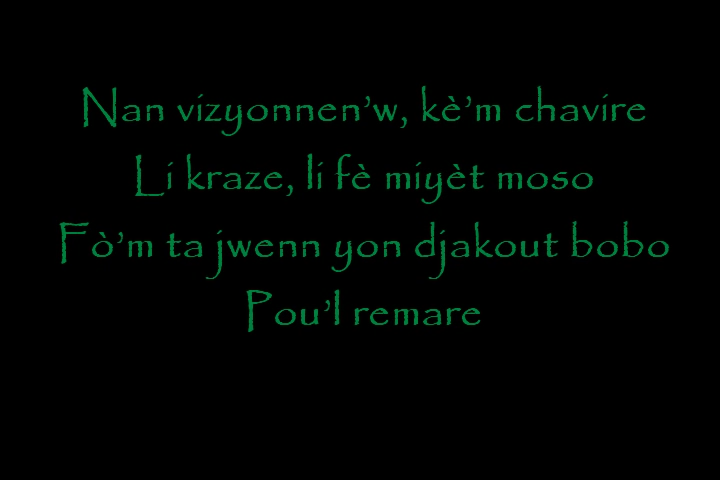 Nan vizyonnen’w, kè’m chavire
Li kraze, li fè miyèt moso
Fò’m ta jwenn yon djakout bobo
Pou’l remare